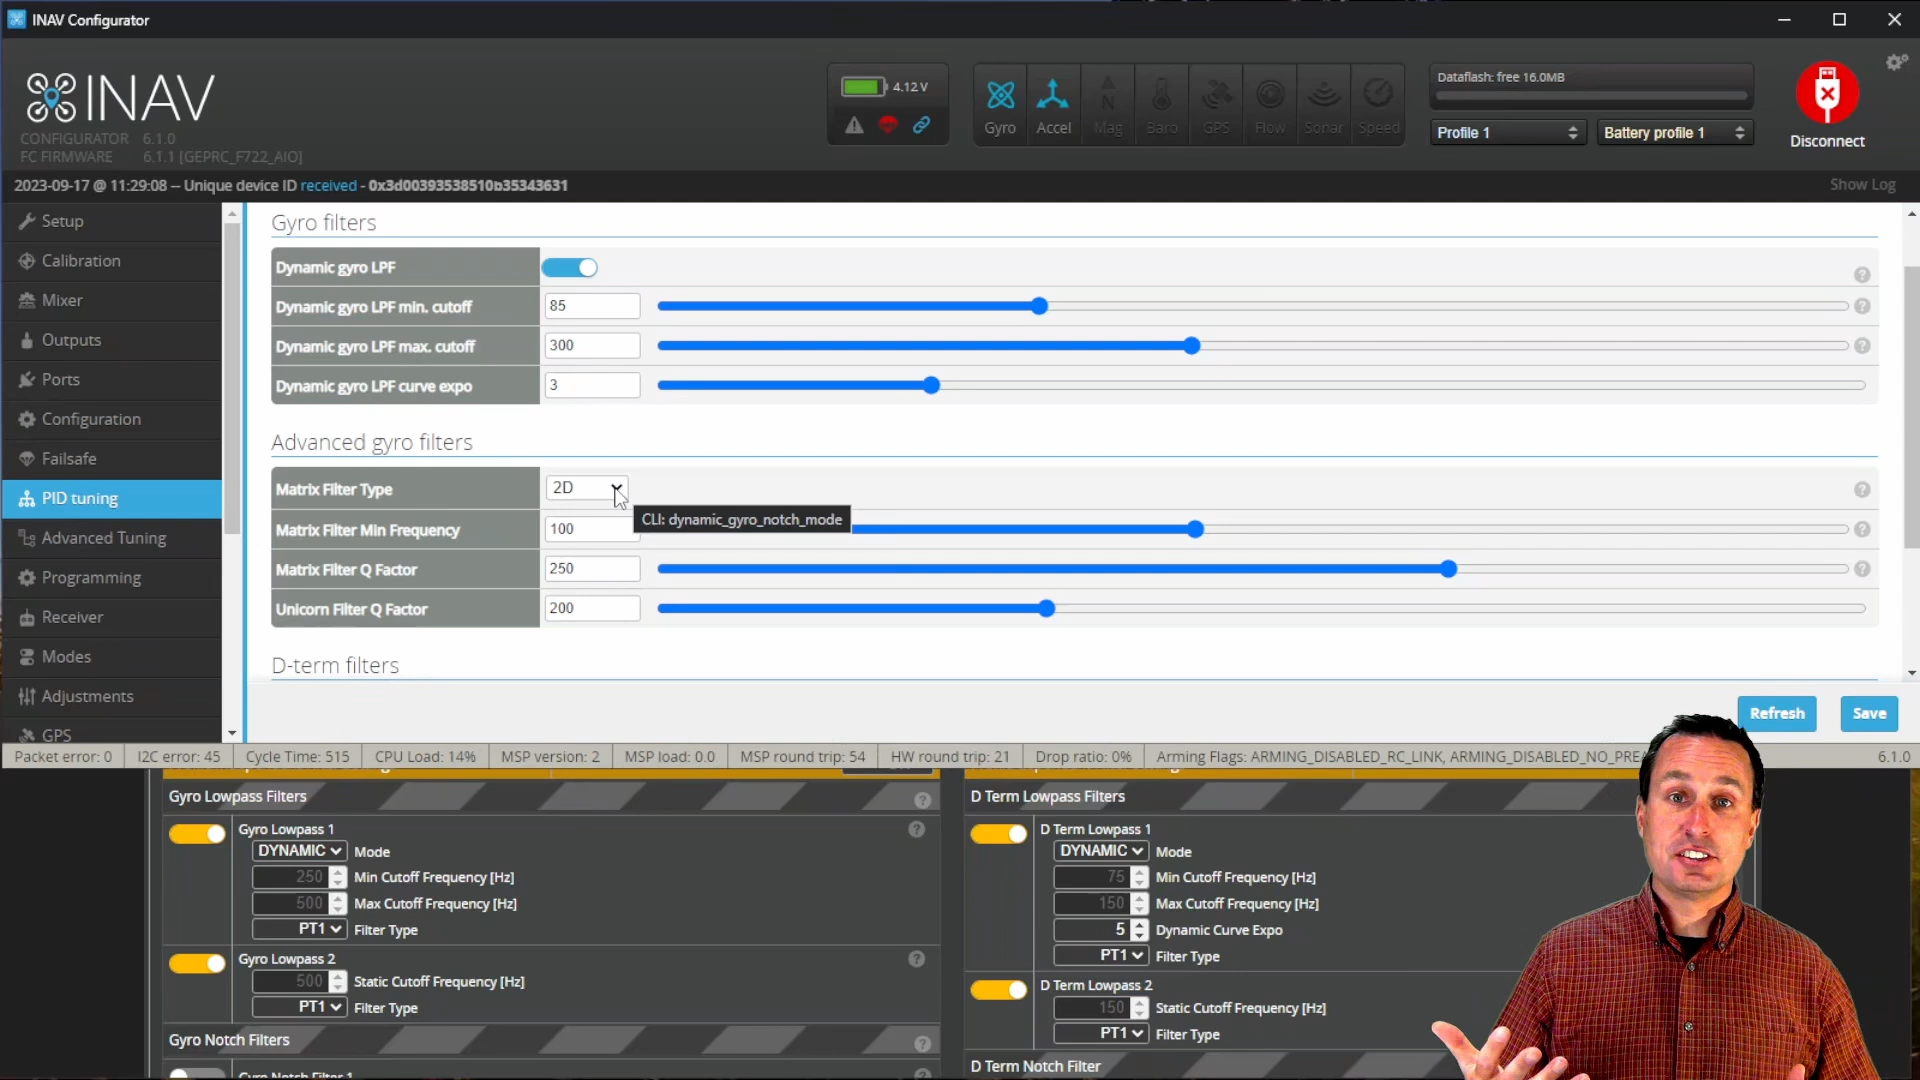 INAV Configurator
INAV
CONFIGURATOR 6.1.0
FC FIRMWARE 6.1.1 [GEPRC_F722_AIO]
4.12 V
Gyro
Accel
N
Mag
Baro
GPS
Flow
Sonar
Speed
Dataflash: free 16.0MB
Profile 1
Battery profile 1
Disconnect
2023-09-17 @ 11:29:08 -- Unique device ID received - 0x3d00393538510b35343631
Show Log
Setup
Calibration
Mixer
Outputs
Ports
Configuration
Failsafe
PID tuning
Advanced Tuning
Programming
Receiver
Modes
Adjustments
GPS
Gyro filters
Dynamic gyro LPF
?
Dynamic gyro LPF min. cutoff 85
?
Dynamic gyro LPF max. cutoff 300
?
Dynamic gyro LPF curve expo 3
Advanced gyro filters
Matrix Filter Type 2D
?
CLI: dynamic_gyro_notch_mode
Matrix Filter Min Frequency 100
?
Matrix Filter Q Factor 250
?
Unicorn Filter Q Factor 200
D-term filters
Refresh
Save
Packet error: 0
I2C error: 45
Cycle Time: 515
CPU Load: 14%
MSP version: 2
MSP load: 0.0
MSP round trip: 54
HW round trip: 21
Drop ratio: 0%
Arming Flags: ARMING_DISABLED_RC_LINK, ARMING_DISABLED_NO_PREA
6.1.0
Gyro Lowpass Filters
?
Gyro Lowpass 1
?
DYNAMIC Mode
250 Min Cutoff Frequency [Hz]
500 Max Cutoff Frequency [Hz]
PT1 Filter Type
Gyro Lowpass 2
?
500 Static Cutoff Frequency [Hz]
PT1 Filter Type
Gyro Notch Filters
?
Gyro Notch Filter 1
?
D Term Lowpass Filters
D Term Lowpass 1
DYNAMIC Mode
75 Min Cutoff Frequency [Hz]
150 Max Cutoff Frequency [Hz]
5 Dynamic Curve Expo
PT1 Filter Type
D Term Lowpass 2
150 Static Cutoff Frequency [Hz]
PT1 Filter Type
D Term Notch Filter